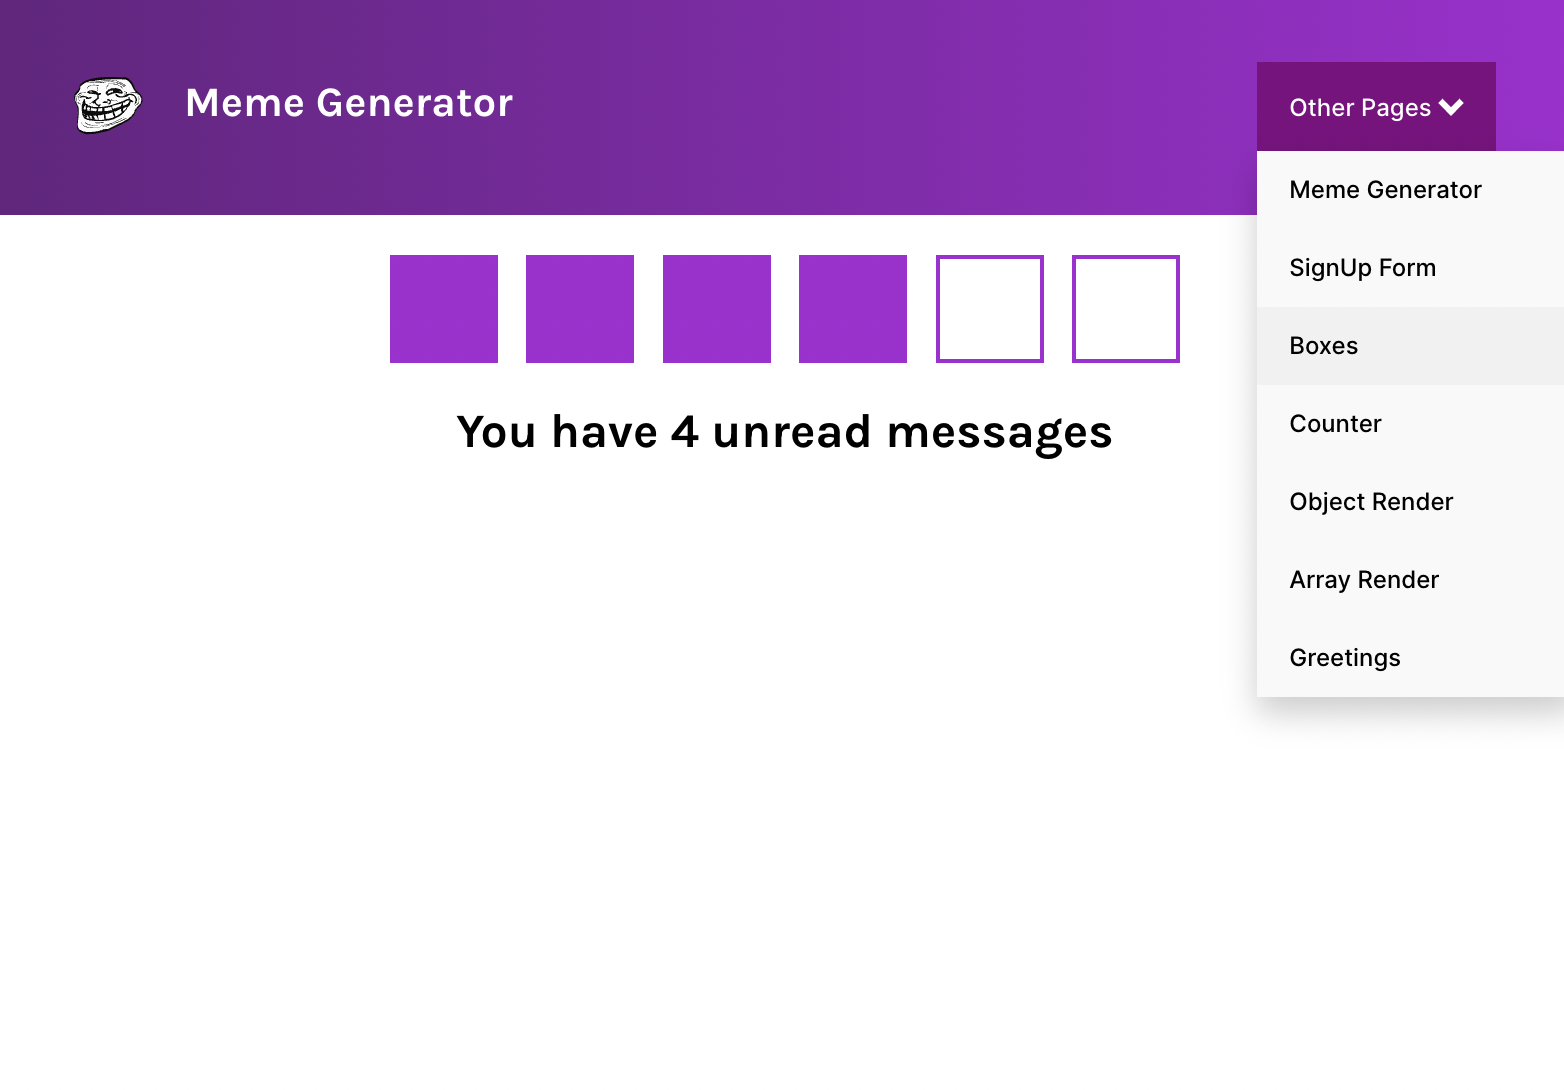 Meme Generator
Other Pages
Meme Generator
SignUp Form
Boxes
Counter
Object Render
Array Render
Greetings
You have 4 unread messages